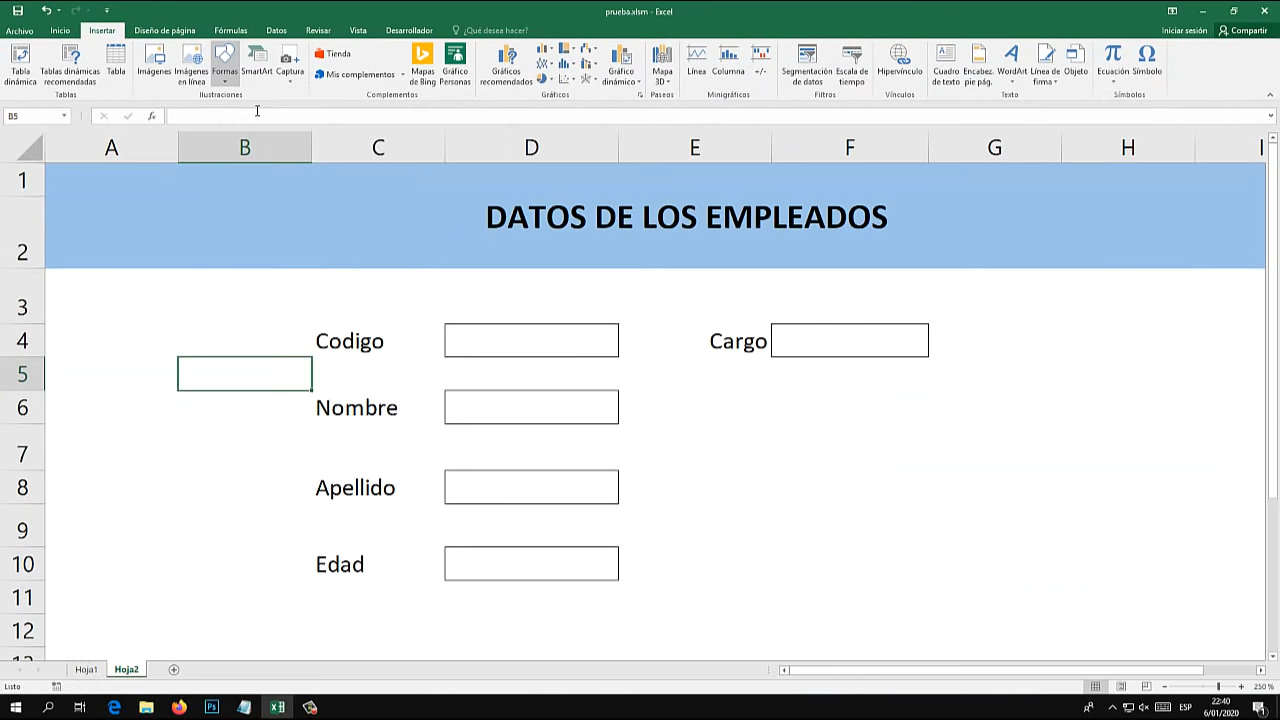 prueba.xlsm - Excel
Iniciar sesión
Compartir
Archivo
Inicio
Insertar
Diseño de página
Fórmulas
Datos
Revisar
Vista
Desarrollador
¿Qué desea hacer?
Tabla dinámica
Tablas dinámicas recomendadas
Tabla
Tablas
Imágenes
Imágenes en línea
Formas
SmartArt
Captura
Ilustraciones
Tienda
Mis complementos
Mapas de Bing
Gráfico Personas
Complementos
Gráficos recomendados
Gráfico dinámico
Gráficos
Mapa 3D
Paseos
Línea
Columna
+/-
Minigráficos
Segmentación de datos
Escala de tiempo
Filtros
Hipervínculo
Vínculos
Cuadro de texto
Encabez. pie pág.
WordArt
Línea de firma
Objeto
Texto
Ecuación
Símbolo
Símbolos
B5
fx
A B C D E F G H I
1
DATOS DE LOS EMPLEADOS
2
3
4 Codigo Cargo
5
6 Nombre
7
8 Apellido
9
10 Edad
11
12
13
Hoja1
Hoja2
Listo
250 %
ESP
22:40
6/01/2020